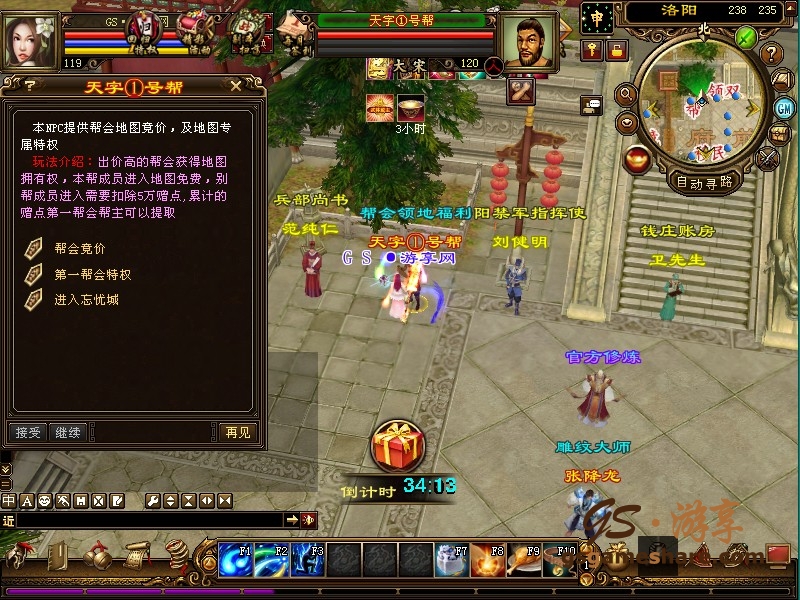 GS·
119
天字①号帮
120
大宋
3小时
申
洛阳
238 235
北
GM
自动寻路
? 天字①号帮
本NPC提供帮会地图竞价，及地图专
属特权
玩法介绍：出价高的帮会获得地图
拥有权，本帮成员进入地图免费，别
帮成员进入需要扣除5万赠点,累计的
赠点第一帮会帮主可以提取
帮会竞价
第一帮会特权
进入忘忧城
接受 继续 再见
兵部尚书
范纯仁
帮会领地福利
阳禁军指挥使
天字①号帮
刘健明
GS·游享网
钱庄账房
卫先生
官方修炼
雕纹大师
张降龙
倒计时 34:13
中 A
近
F1 F2 F3 F7 F8 F9 F10
1
GS·游享